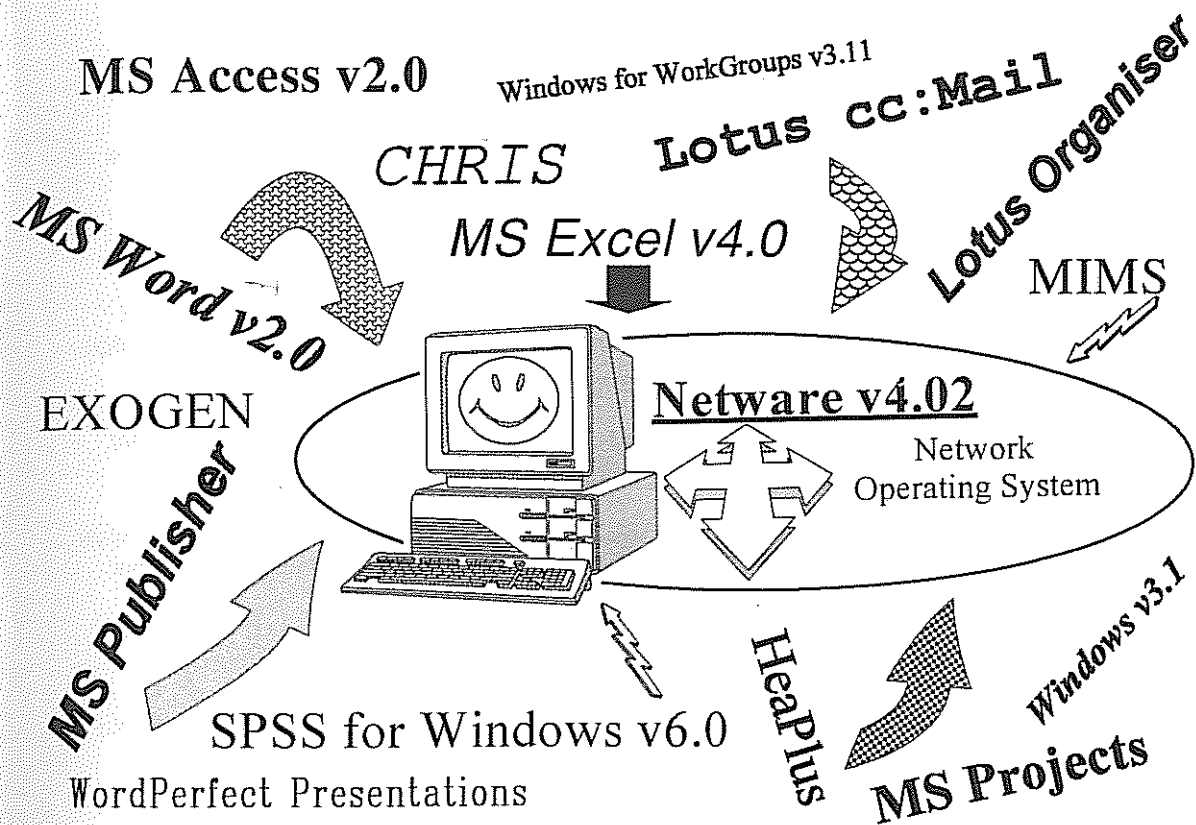 MS Access v2.0
Windows for WorkGroups v3.11
Lotus cc:Mail
Lotus Organiser
CHRIS
MS Word v2.0
MS Excel v4.0
MIMS
EXOGEN
Netware v4.02
Network
Operating System
MS Publisher
HeaPlus
Windows v3.1
SPSS for Windows v6.0
MS Projects
WordPerfect Presentations